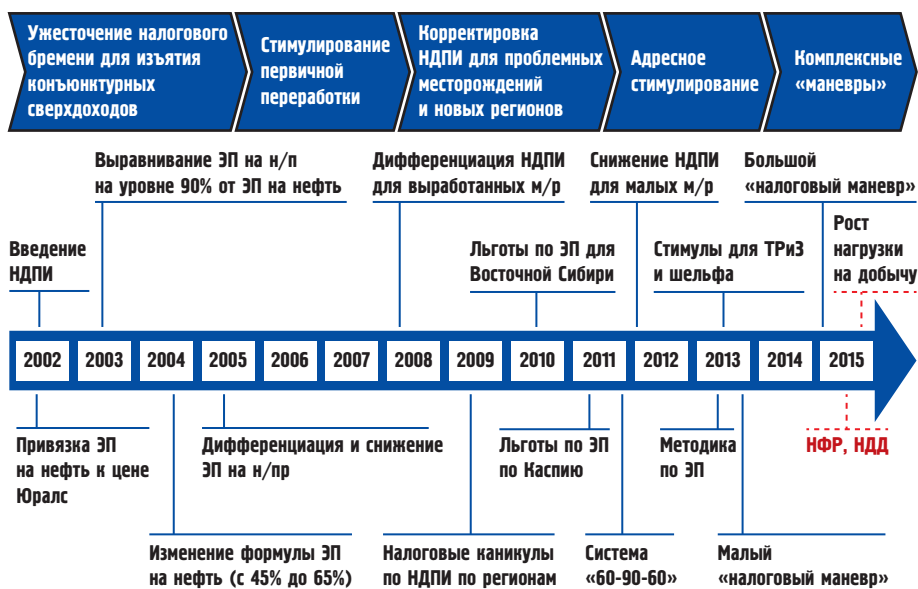 Ужесточение налогового
бремени для изъятия
конъюнктурных
сверхдоходов
Стимулирование
первичной
переработки
Корректировка
НДПИ для проблемных
месторождений
и новых регионов
Адресное
стимулирование
Комплексные
«маневры»
Выравнивание ЭП на н/п
на уровне 90% от ЭП на нефть
Дифференциация НДПИ
для выработанных м/р
Снижение НДПИ
для малых м/р
Большой
«налоговый маневр»
Введение
НДПИ
Льготы по ЭП для
Восточной Сибири
Стимулы для ТРиЗ
и шельфа
Рост
нагрузки
на добычу
2002 2003 2004 2005 2006 2007 2008 2009 2010 2011 2012 2013 2014 2015
Привязка ЭП
на нефть к цене
Юралс
Дифференциация и снижение
ЭП на н/пр
Льготы по ЭП
по Каспию
Методика
по ЭП
НФР, НДД
Изменение формулы ЭП
на нефть (с 45% до 65%)
Налоговые каникулы
по НДПИ по регионам
Система
«60-90-60»
Малый
«налоговый маневр»